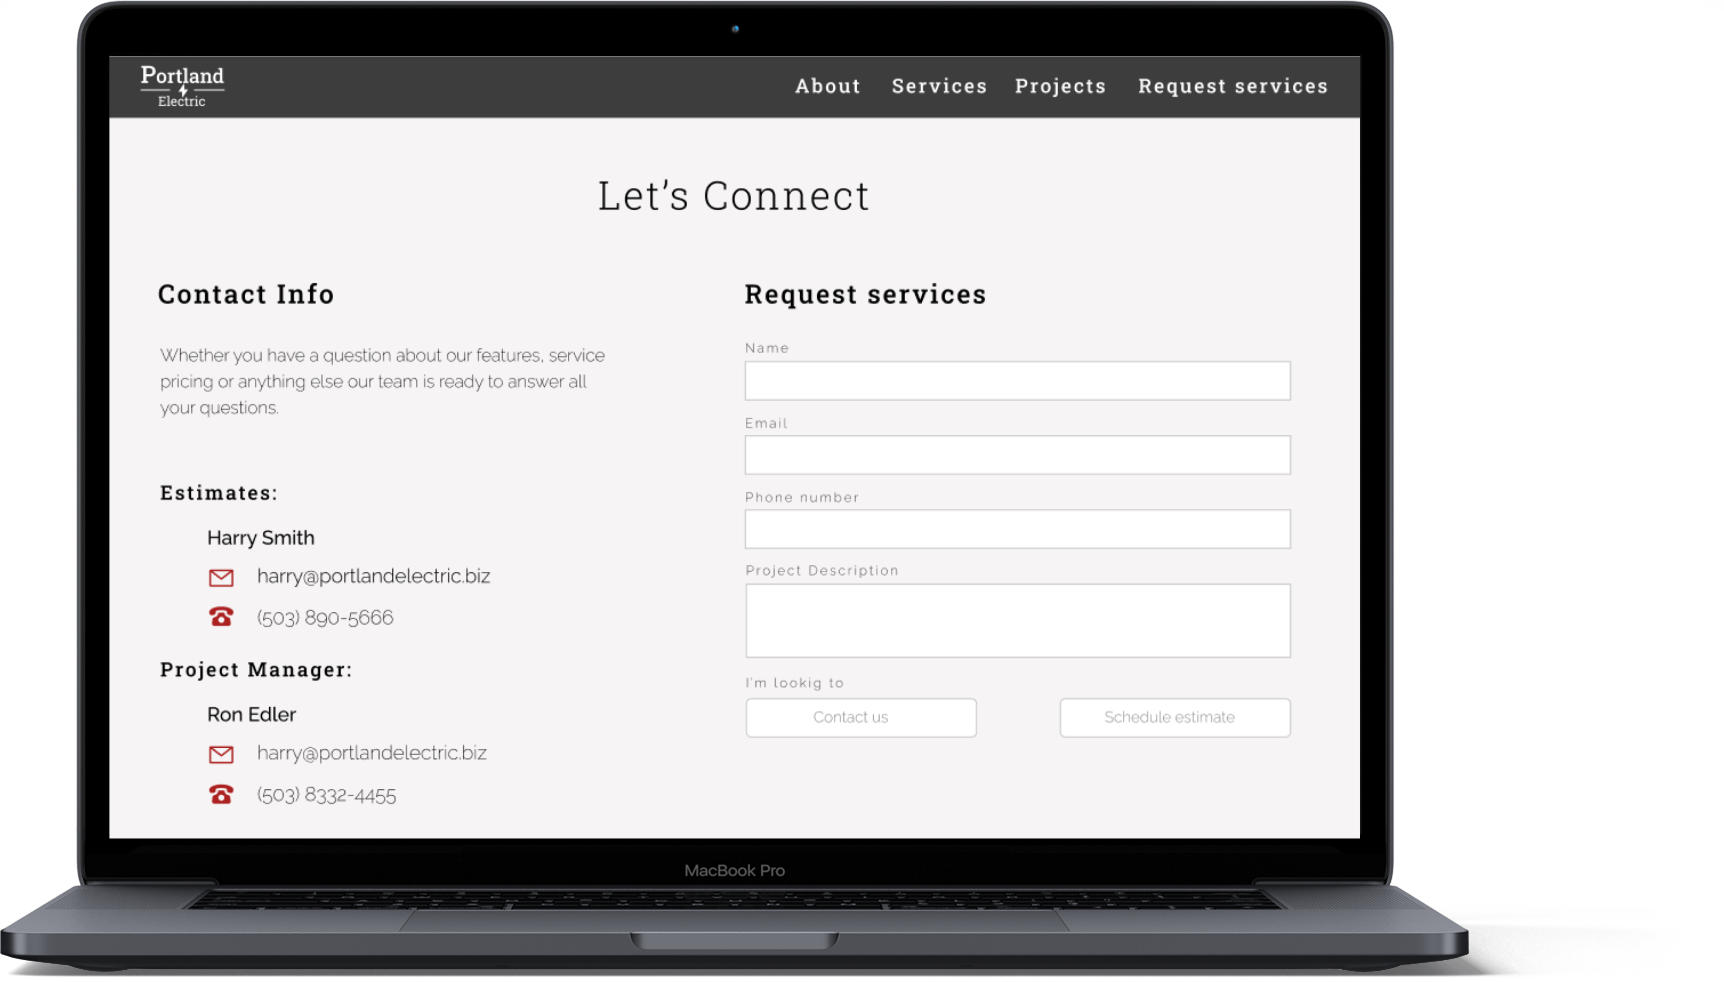 Portland
Electric
About
Services
Projects
Request services
Let’s Connect
Contact Info
Whether you have a question about our features, service
pricing or anything else our team is ready to answer all
your questions.
Estimates:
Harry Smith
harry@portlandelectric.biz
(503) 890-5666
Project Manager:
Ron Edler
harry@portlandelectric.biz
(503) 8332-4455
Request services
Name
Email
Phone number
Project Description
I'm lookig to
Contact us
Schedule estimate
MacBook Pro